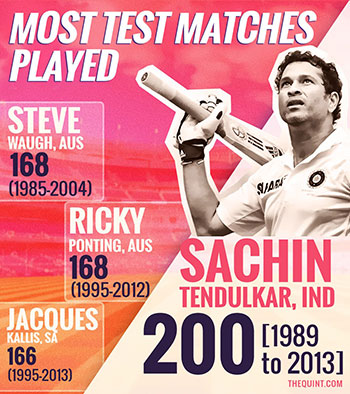 MOST TEST MATCHES
PLAYED
STEVE
WAUGH, AUS
168
(1985-2004)
RICKY
PONTING, AUS
168
(1995-2012)
JACQUES
KALLIS, SA
166
(1995-2013)
SACHIN
TENDULKAR, IND
200 [1989
to 2013]
THEQUINT.COM